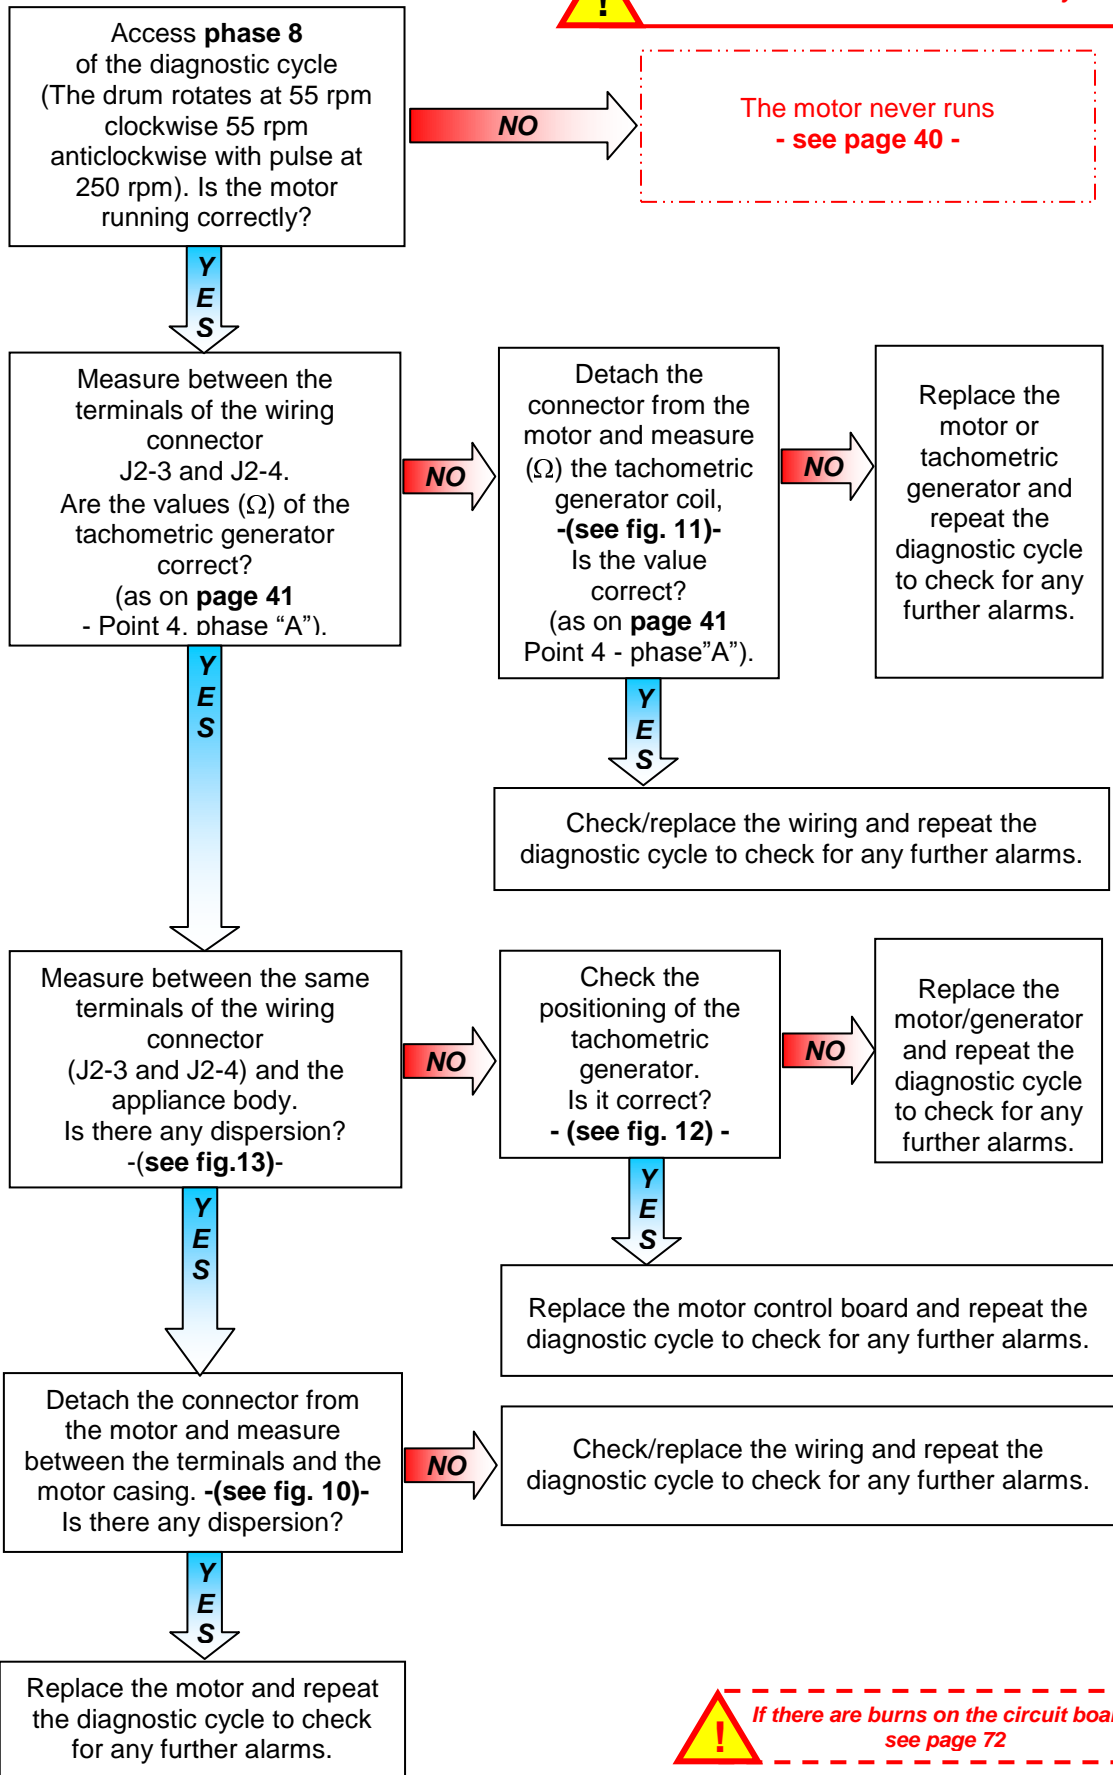 !
Access phase 8
of the diagnostic cycle
(The drum rotates at 55 rpm
clockwise 55 rpm
anticlockwise with pulse at
250 rpm). Is the motor
running correctly?
NO
The motor never runs
- see page 40 -
Y
E
S
Measure between the
terminals of the wiring
connector
J2-3 and J2-4.
Are the values (Ω) of the
tachometric generator
correct?
(as on page 41
- Point 4, phase “A”).
NO
Detach the
connector from the
motor and measure
(Ω) the tachometric
generator coil,
-(see fig. 11)-
Is the value
correct?
(as on page 41
Point 4 - phase”A”).
NO
Replace the
motor or
tachometric
generator and
repeat the
diagnostic cycle
to check for any
further alarms.
Y
E
S
Y
E
S
Check/replace the wiring and repeat the
diagnostic cycle to check for any further alarms.
Measure between the same
terminals of the wiring
connector
(J2-3 and J2-4) and the
appliance body.
Is there any dispersion?
-(see fig.13)-
NO
Check the
positioning of the
tachometric
generator.
Is it correct?
- (see fig. 12) -
NO
Replace the
motor/generator
and repeat the
diagnostic cycle
to check for any
further alarms.
Y
E
S
Y
E
S
Replace the motor control board and repeat the
diagnostic cycle to check for any further alarms.
Detach the connector from
the motor and measure
between the terminals and the
motor casing. -(see fig. 10)-
Is there any dispersion?
NO
Check/replace the wiring and repeat the
diagnostic cycle to check for any further alarms.
Y
E
S
Replace the motor and repeat
the diagnostic cycle to check
for any further alarms.
!
If there are burns on the circuit boar
see page 72